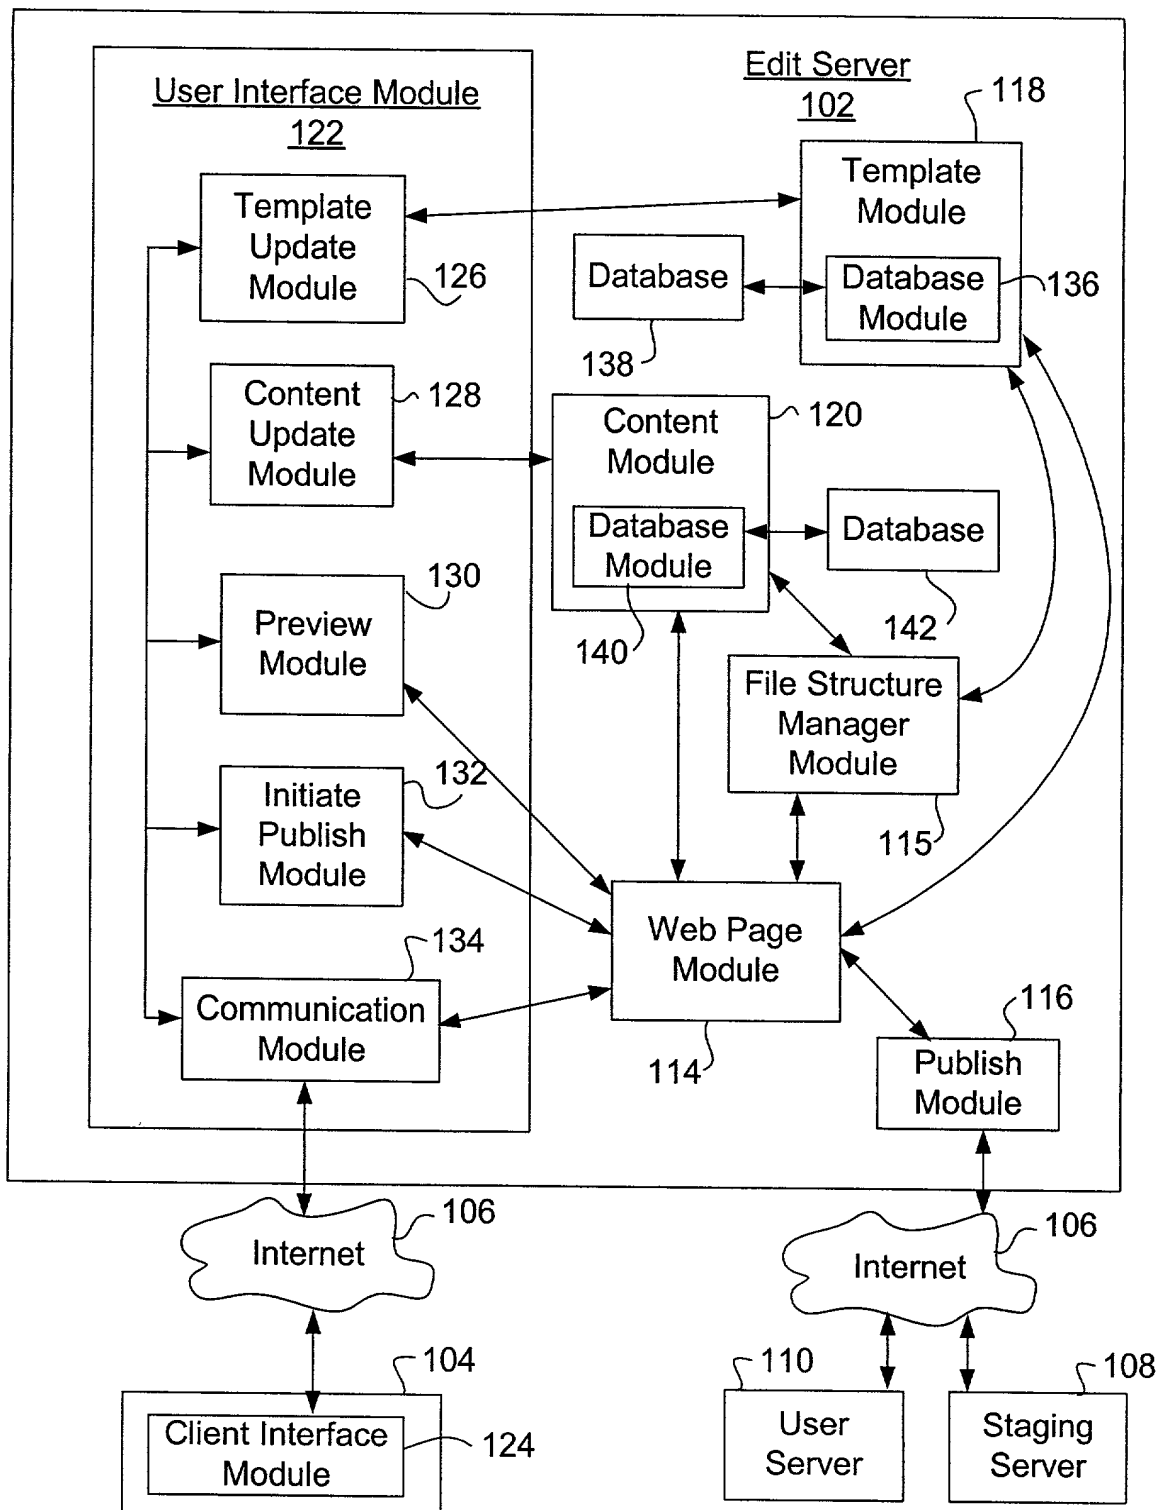 User Interface Module
122
Edit Server
102
118
Template
Module
Template
Update
Module
126
Database
138
Database
Module
136
Content
Update
Module
128
Content
Module
120
Database
Module
140
Database
142
Preview
Module
130
File Structure
Manager
Module
115
Initiate
Publish
Module
132
Web Page
Module
114
134
Communication
Module
116
Publish
Module
Internet
106
Internet
106
104
Client Interface
Module
124
110
User
Server
108
Staging
Server